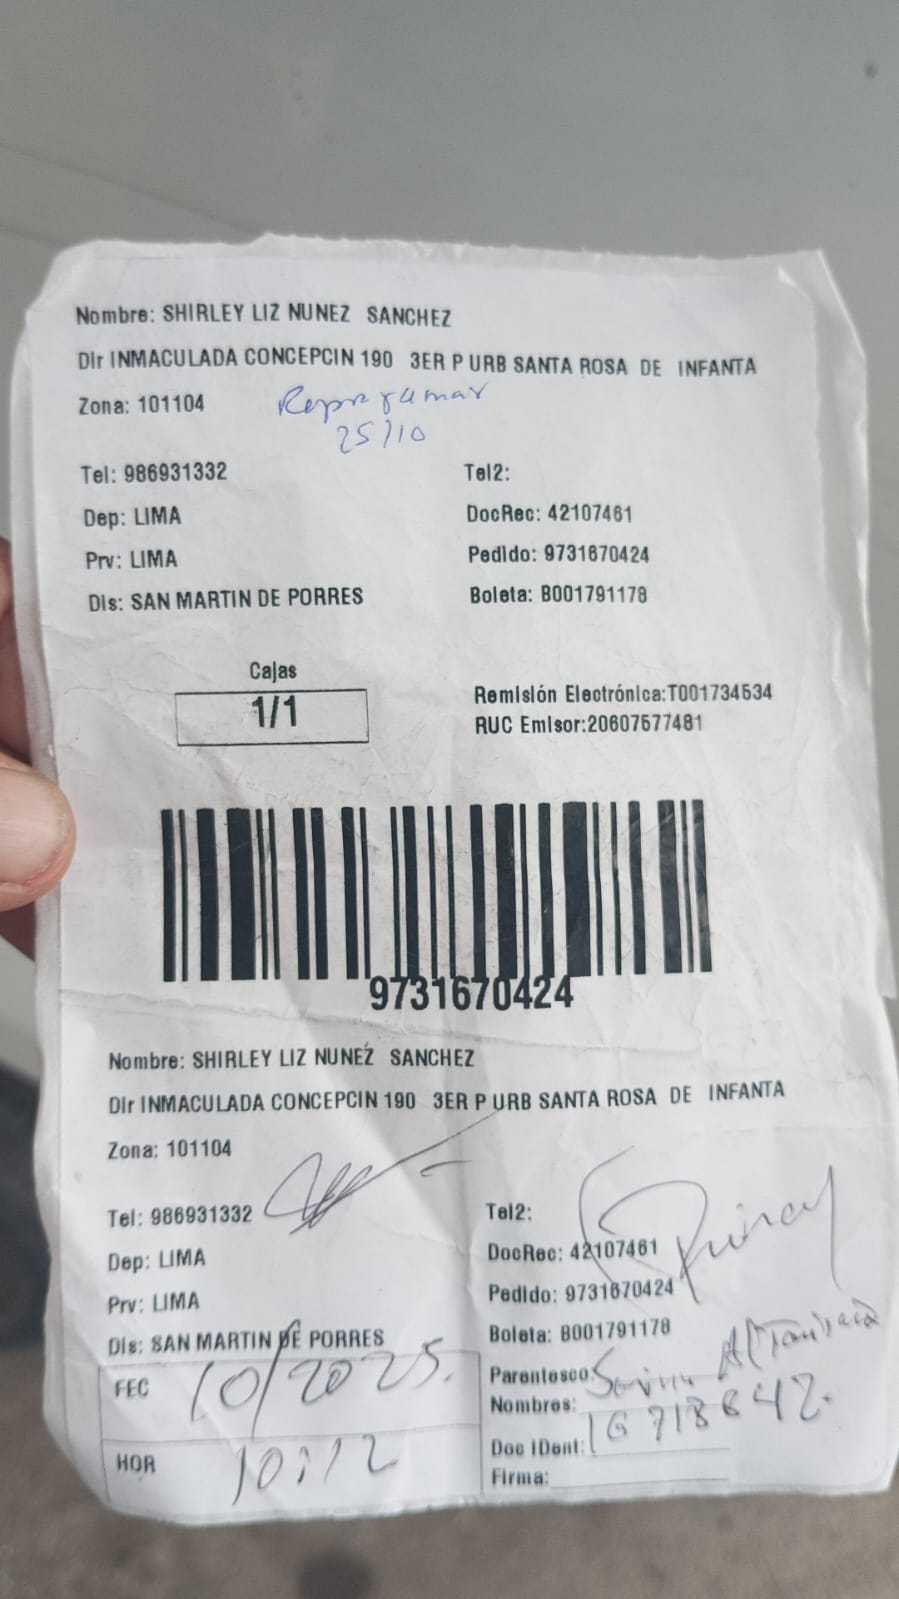 Nombre: SHIRLEY LIZ NUNEZ SANCHEZ
Dir INMACULADA CONCEPCIN 190 3ER P URB SANTA ROSA DE INFANTA
Zona: 101104
25/10
Tel: 986931332
Tel2:
Dep: LIMA
DocRec: 42107461
Prv: LIMA
Pedido: 9731670424
Dis: SAN MARTIN DE PORRES
Boleta: B001791178
Cajas
1/1
Remisión Electrónica:T001734534
RUC Emisor:20607577481
9731670424
Nombre: SHIRLEY LIZ NUNEZ SANCHEZ
Dir INMACULADA CONCEPCIN 190 3ER P URB SANTA ROSA DE INFANTA
Zona: 101104
Tel: 986931332
Tel2:
Dep: LIMA
DocRec: 42107461
Prv: LIMA
Pedido: 9731670424
Dis: SAN MARTIN DE PORRES
Boleta: B001791178
FEC 10/2025.
Parentesco:
Nombres:
HOR 10:12
Doc IDent:
Firma: